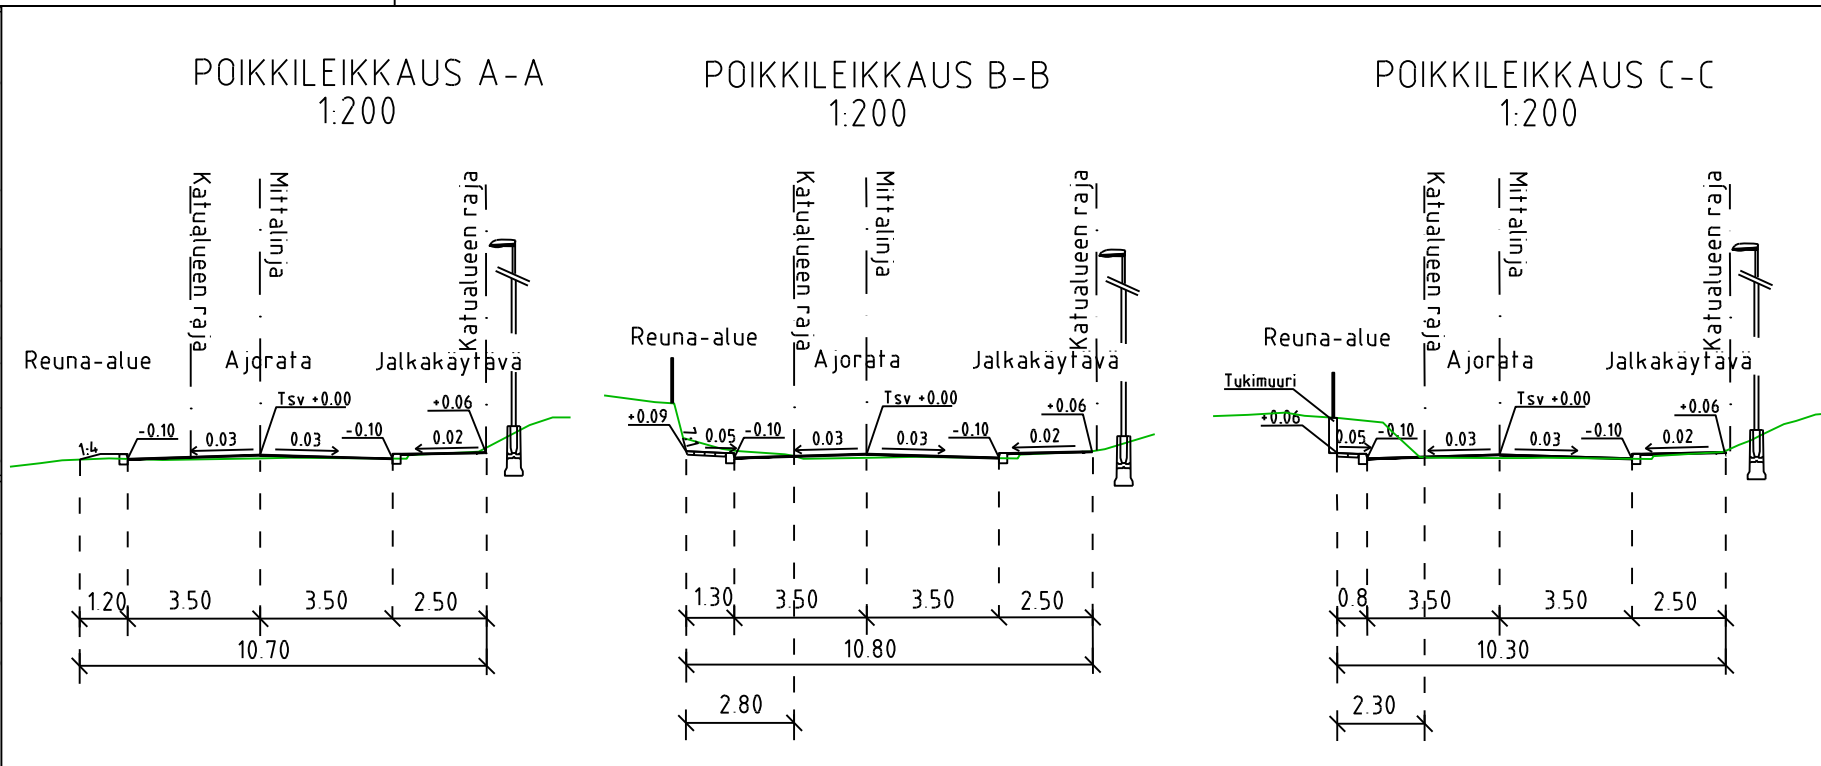 POIKKILEIKKAUS A-A
1:200
Katualueen raja
Mittalinja
Katualueen raja
Reuna-alue
Ajorata
Jalkakäytävä
Tsv +0.00
+0.06
-0.10
-0.10
1:4
0.03
0.03
0.02
1.20
3.50
3.50
2.50
10.70
POIKKILEIKKAUS B-B
1:200
Katualueen raja
Mittalinja
Katualueen raja
Reuna-alue
Ajorata
Jalkakäytävä
Tsv +0.00
+0.06
+0.09
-0.10
-0.10
0.05
0.03
0.03
0.02
1.30
3.50
3.50
2.50
10.80
2.80
POIKKILEIKKAUS C-C
1:200
Katualueen raja
Mittalinja
Katualueen raja
Reuna-alue
Ajorata
Jalkakäytävä
Tukimuuri
Tsv +0.00
+0.06
+0.06
-0.10
-0.10
0.05
0.03
0.03
0.02
0.8
3.50
3.50
2.50
10.30
2.30